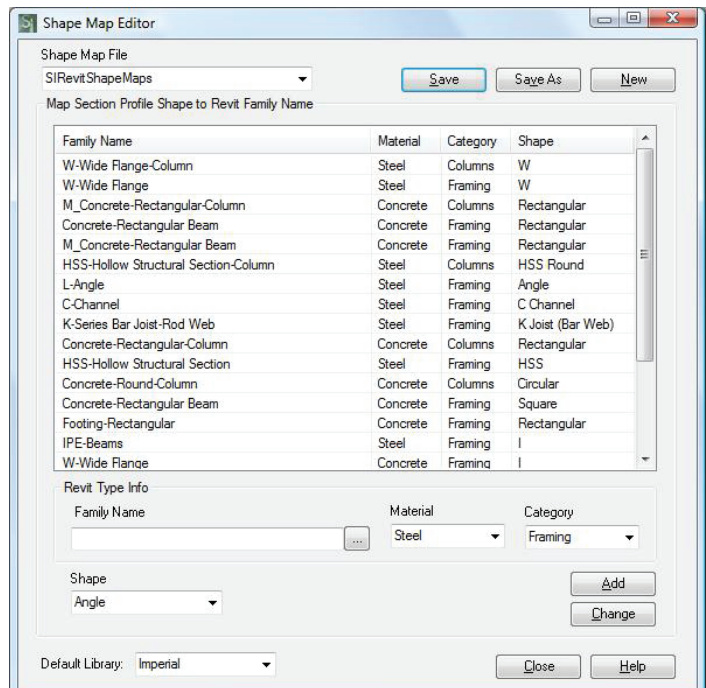 Shape Map Editor
Shape Map File
SIRevitShapeMaps Save Save As New
Map Section Profile Shape to Revit Family Name
Family Name Material Category Shape
W-Wide Flange-Column Steel Columns W
W-Wide Flange Steel Framing W
M_Concrete-Rectangular-Column Concrete Columns Rectangular
Concrete-Rectangular Beam Concrete Framing Rectangular
M_Concrete-Rectangular Beam Concrete Framing Rectangular
HSS-Hollow Structural Section-Column Steel Columns HSS Round
L-Angle Steel Framing Angle
C-Channel Steel Framing C Channel
K-Series Bar Joist-Rod Web Steel Framing K Joist (Bar Web)
Concrete-Rectangular-Column Concrete Columns Rectangular
HSS-Hollow Structural Section Steel Framing HSS
Concrete-Round-Column Concrete Columns Circular
Concrete-Rectangular Beam Concrete Framing Square
Footing-Rectangular Concrete Framing Rectangular
IPE-Beams Steel Framing I
W-Wide Flange Concrete Framing I
Revit Type Info
Family Name Material Category
... Steel Framing
Shape Add
Angle
Change
Default Library: Imperial Close Help